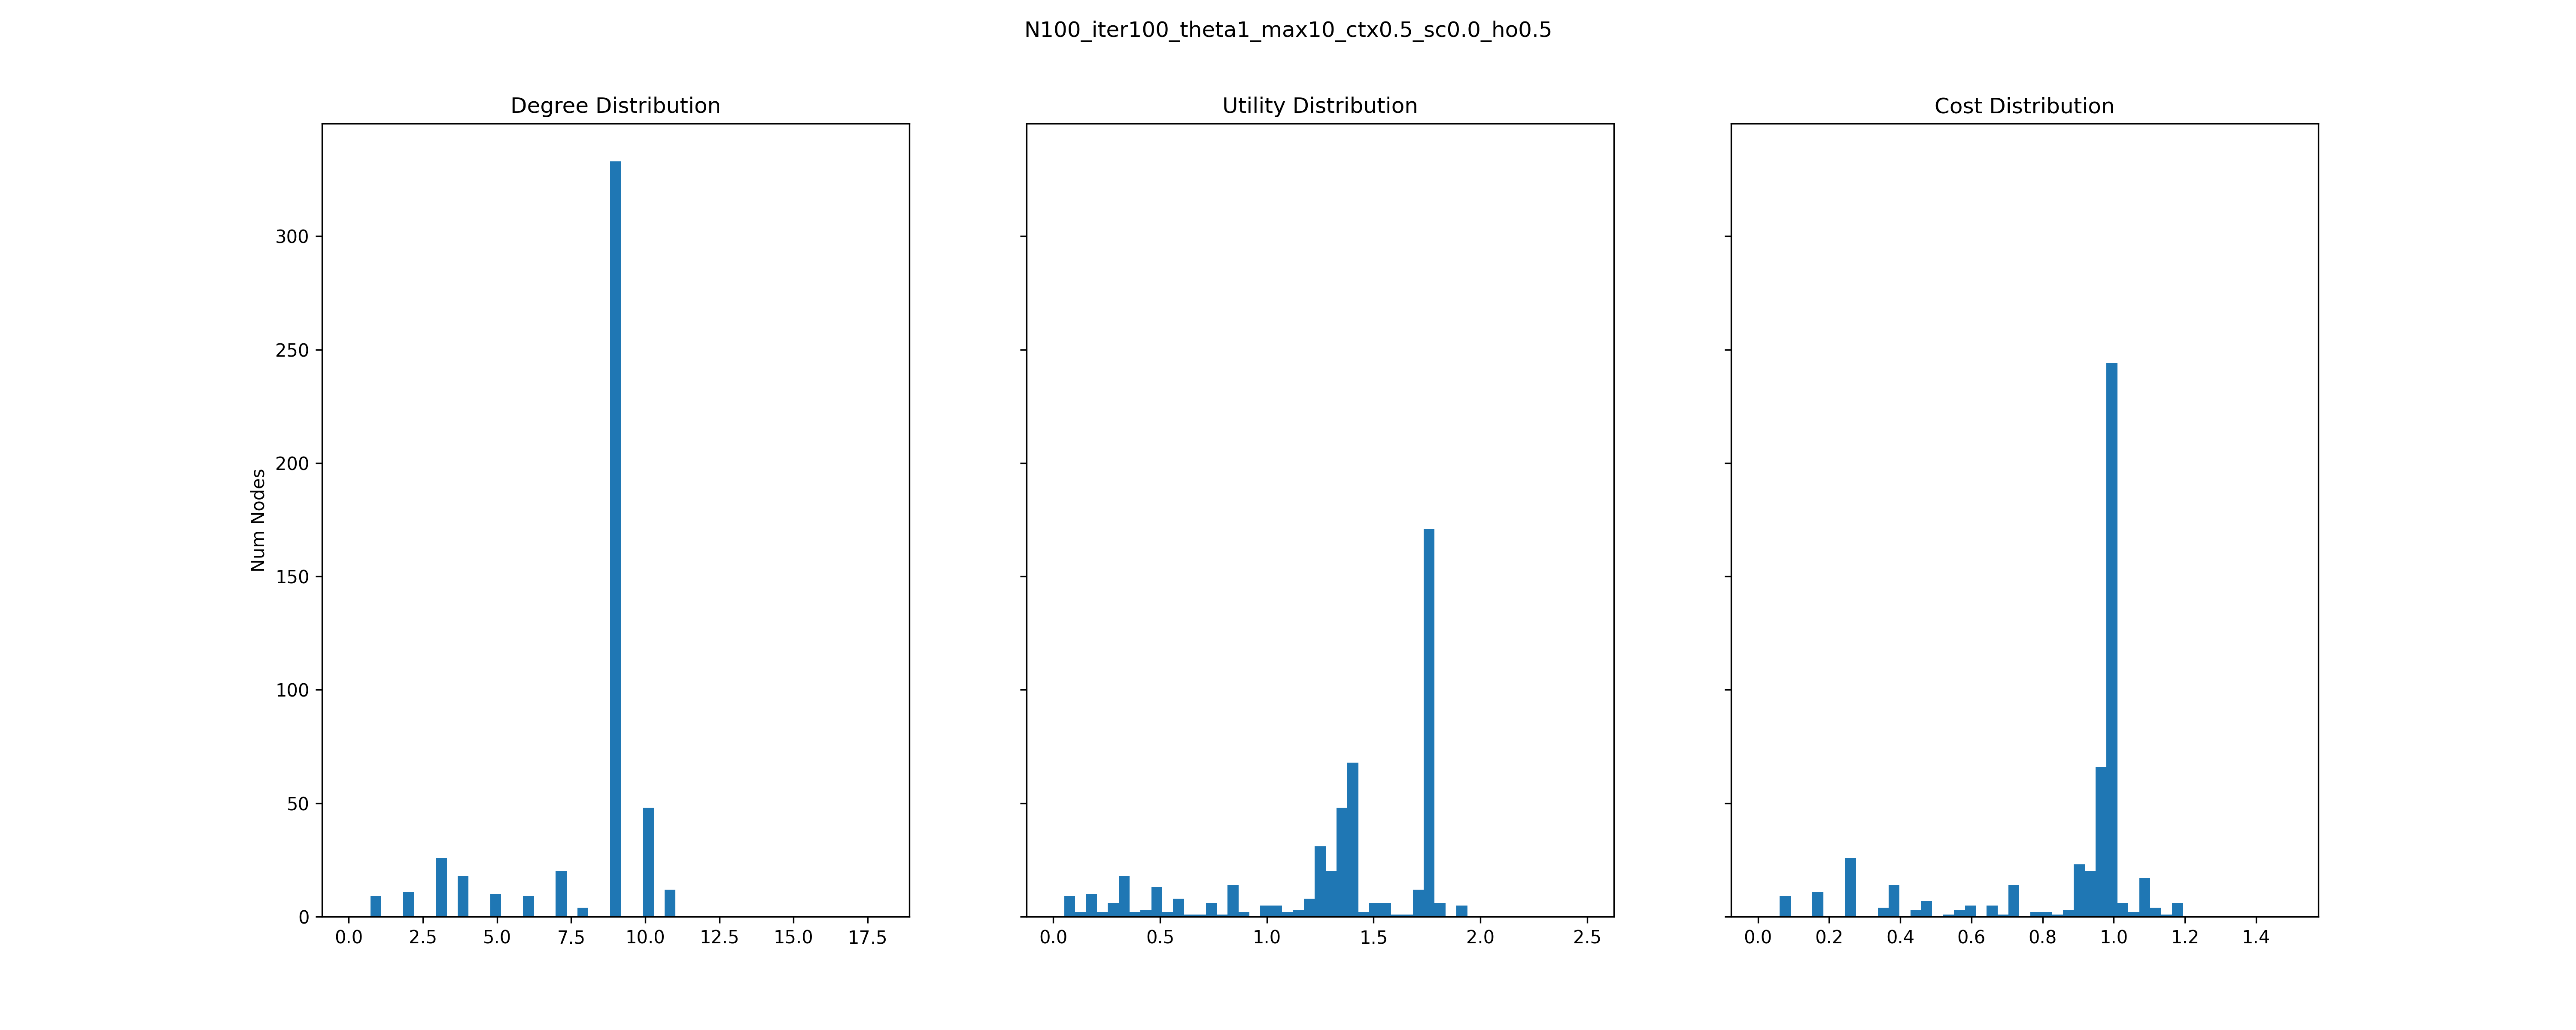 N100_iter100_theta1_max10_ctx0.5_sc0.0_ho0.5
Degree Distribution
Utility Distribution
Cost Distribution
Num Nodes
300
250
200
150
100
50
0
0.0 2.5 5.0 7.5 10.0 12.5 15.0 17.5
0.0 0.5 1.0 1.5 2.0 2.5
0.0 0.2 0.4 0.6 0.8 1.0 1.2 1.4